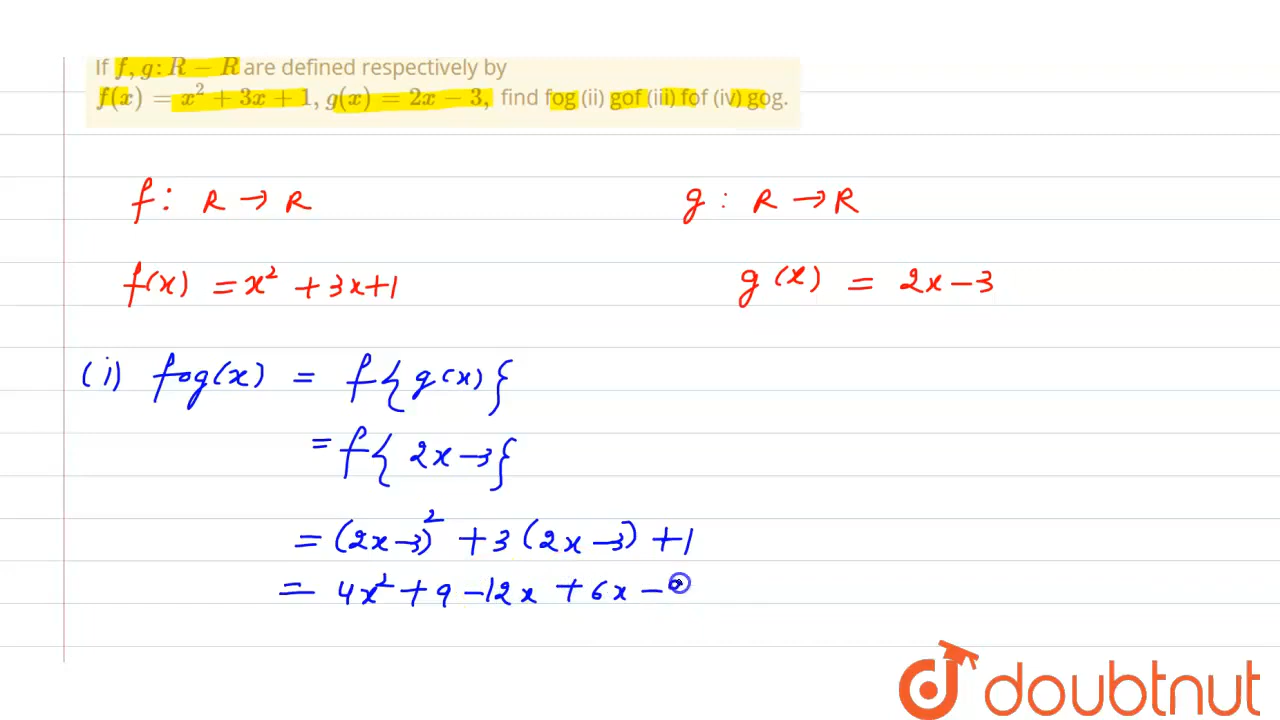 If f, g: R − R are defined respectively by
f(x) = x² + 3x + 1, g(x) = 2x − 3, find fog (ii) gof (iii) fof (iv) gog.
f : R → R
g : R → R
f(x) = x² + 3x + 1
g(x) = 2x − 3
(i) fog(x) = f{g(x)}
= f{2x − 3}
= (2x − 3)² + 3(2x − 3) + 1
= 4x² + 9 − 12x + 6x −
doubtnut